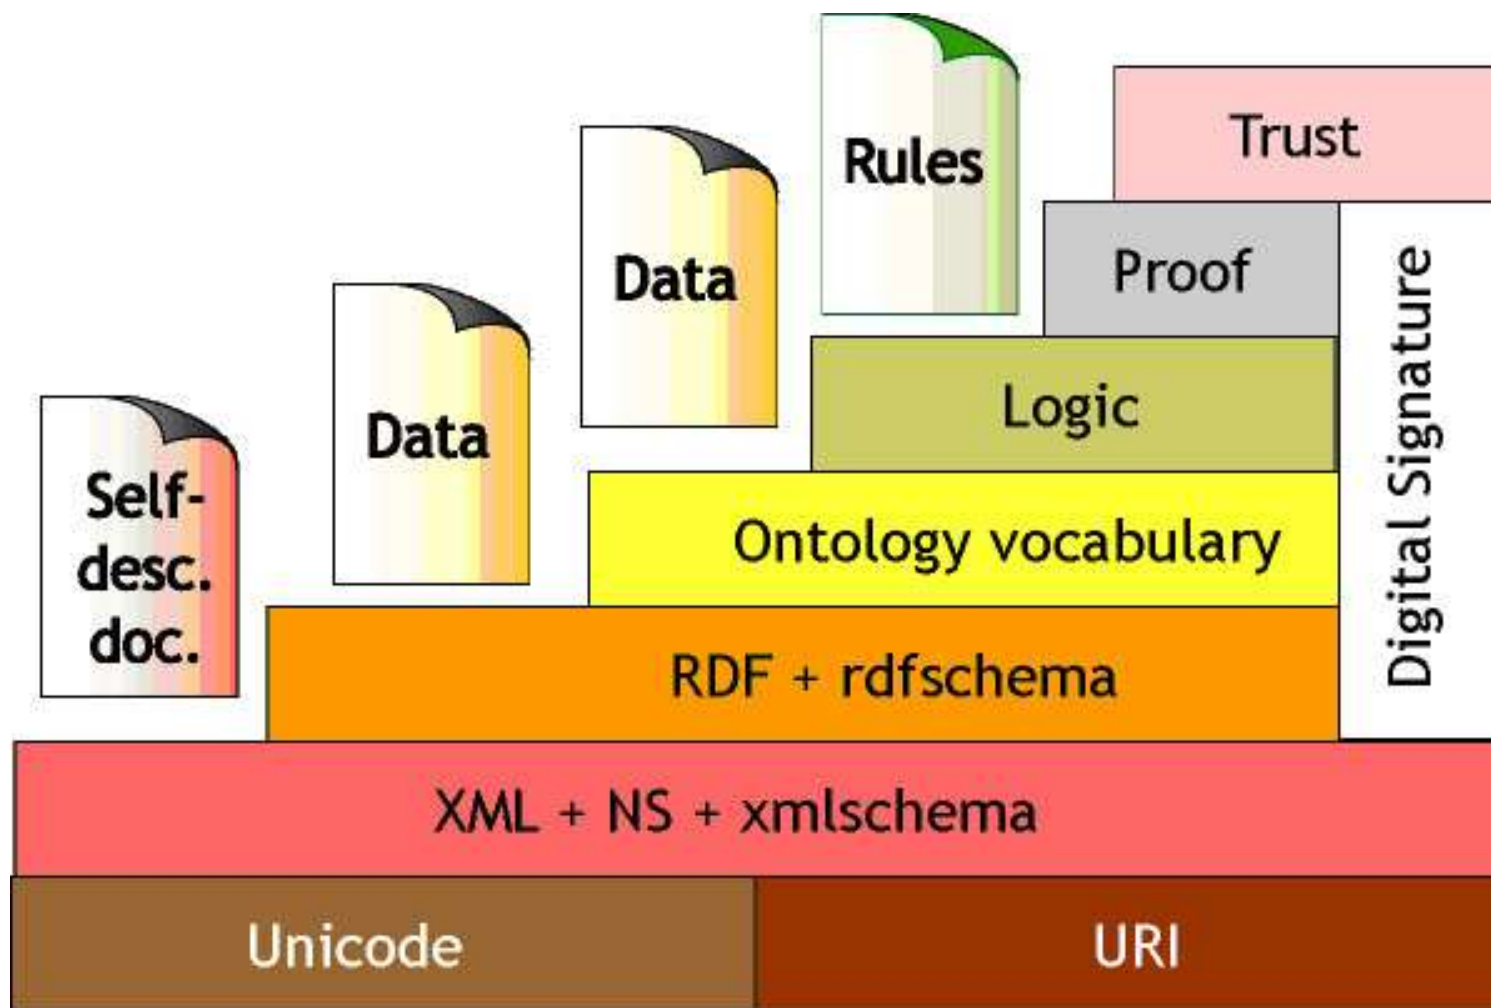 Rules
Trust
Data
Proof
Data
Logic
Self-
desc.
doc.
Ontology vocabulary
Digital Signature
RDF + rdfschema
XML + NS + xmlschema
Unicode
URI